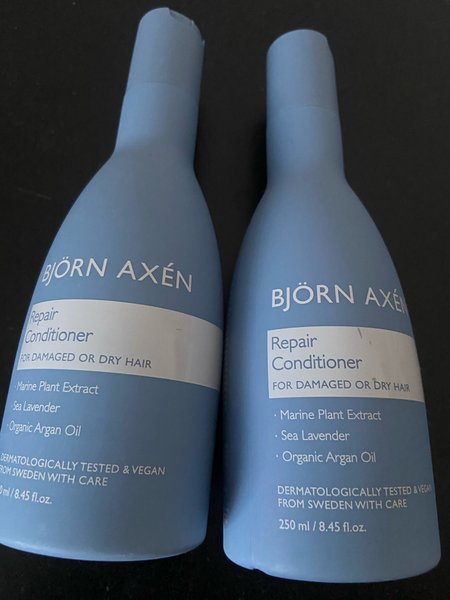 BJÖRN AXÉN
Repair
Conditioner
FOR DAMAGED OR DRY HAIR
· Marine Plant Extract
· Sea Lavender
· Organic Argan Oil
DERMATOLOGICALLY TESTED & VEGAN
FROM SWEDEN WITH CARE
0 ml / 8.45 fl.oz.
BJÖRN AXÉN
Repair
Conditioner
FOR DAMAGED OR DRY HAIR
· Marine Plant Extract
· Sea Lavender
· Organic Argan Oil
DERMATOLOGICALLY TESTED & VEGAN
FROM SWEDEN WITH CARE
250 ml / 8.45 fl.oz.